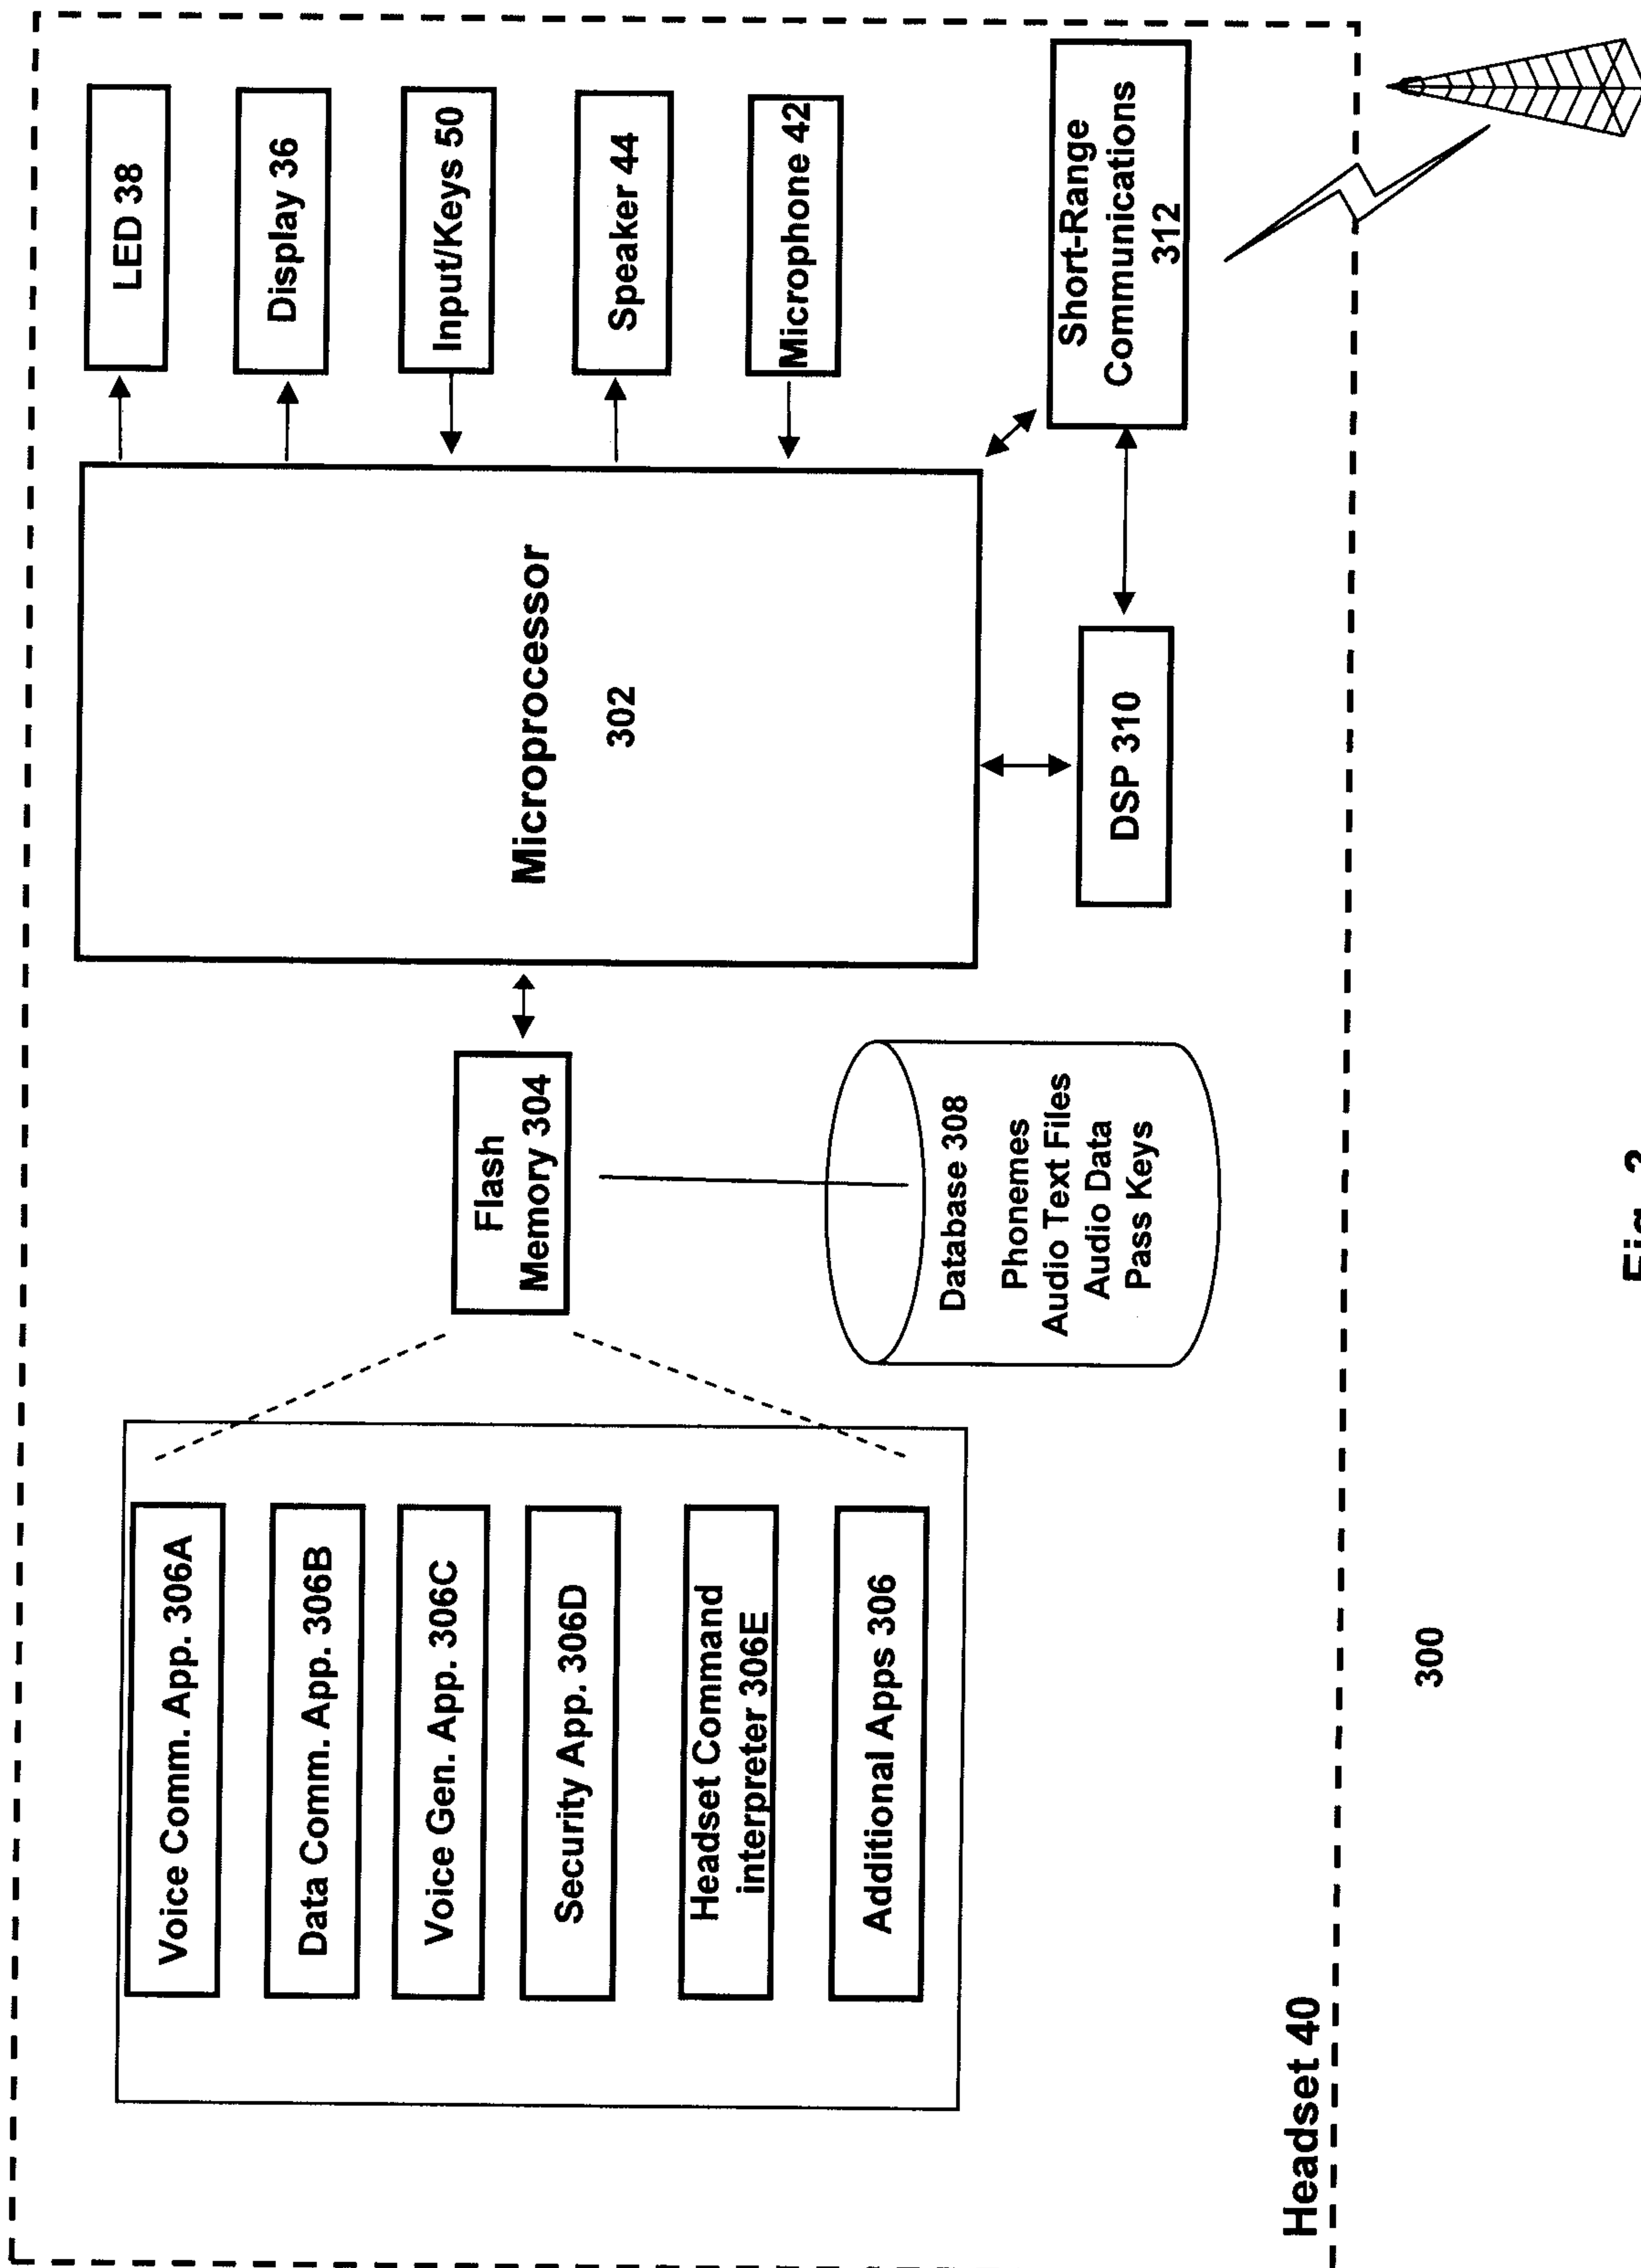 Voice Comm. App. 306A
Data Comm. App. 306B
Voice Gen. App. 306C
Security App. 306D
Headset Command
interpreter 306E
Additional Apps 306
Flash
Memory 304
Database 308
Phonemes
Audio Text Files
Audio Data
Pass Keys
Microprocessor
302
DSP 310
LED 38
Display 36
Input/Keys 50
Speaker 44
Microphone 42
Short-Range
Communications
312
Headset 40
300
Fig.